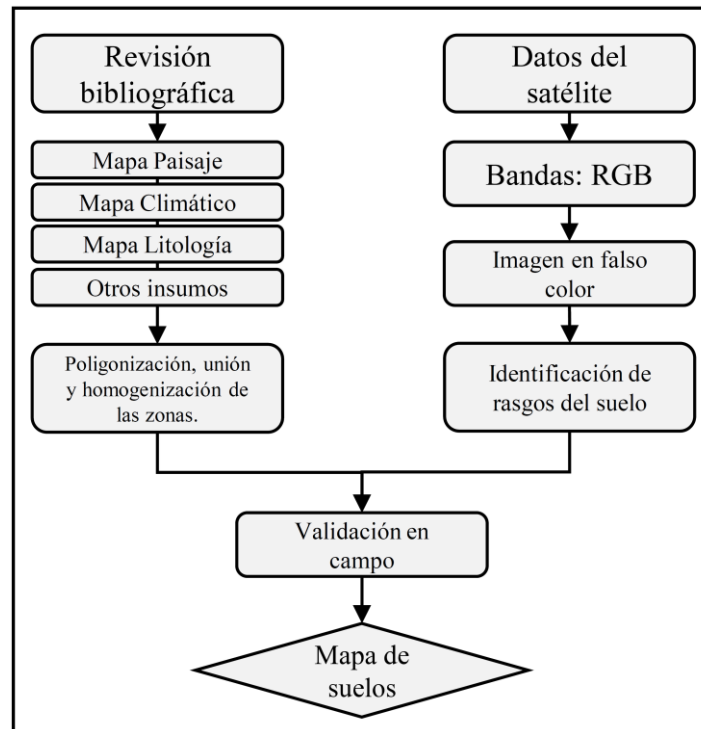 Revisión
bibliográfica
Mapa Paisaje
Mapa Climático
Mapa Litología
Otros insumos
Poligonización, unión
y homogenización de
las zonas.
Datos del
satélite
Bandas: RGB
Imagen en falso
color
Identificación de
rasgos del suelo
Validación en
campo
Mapa de
suelos